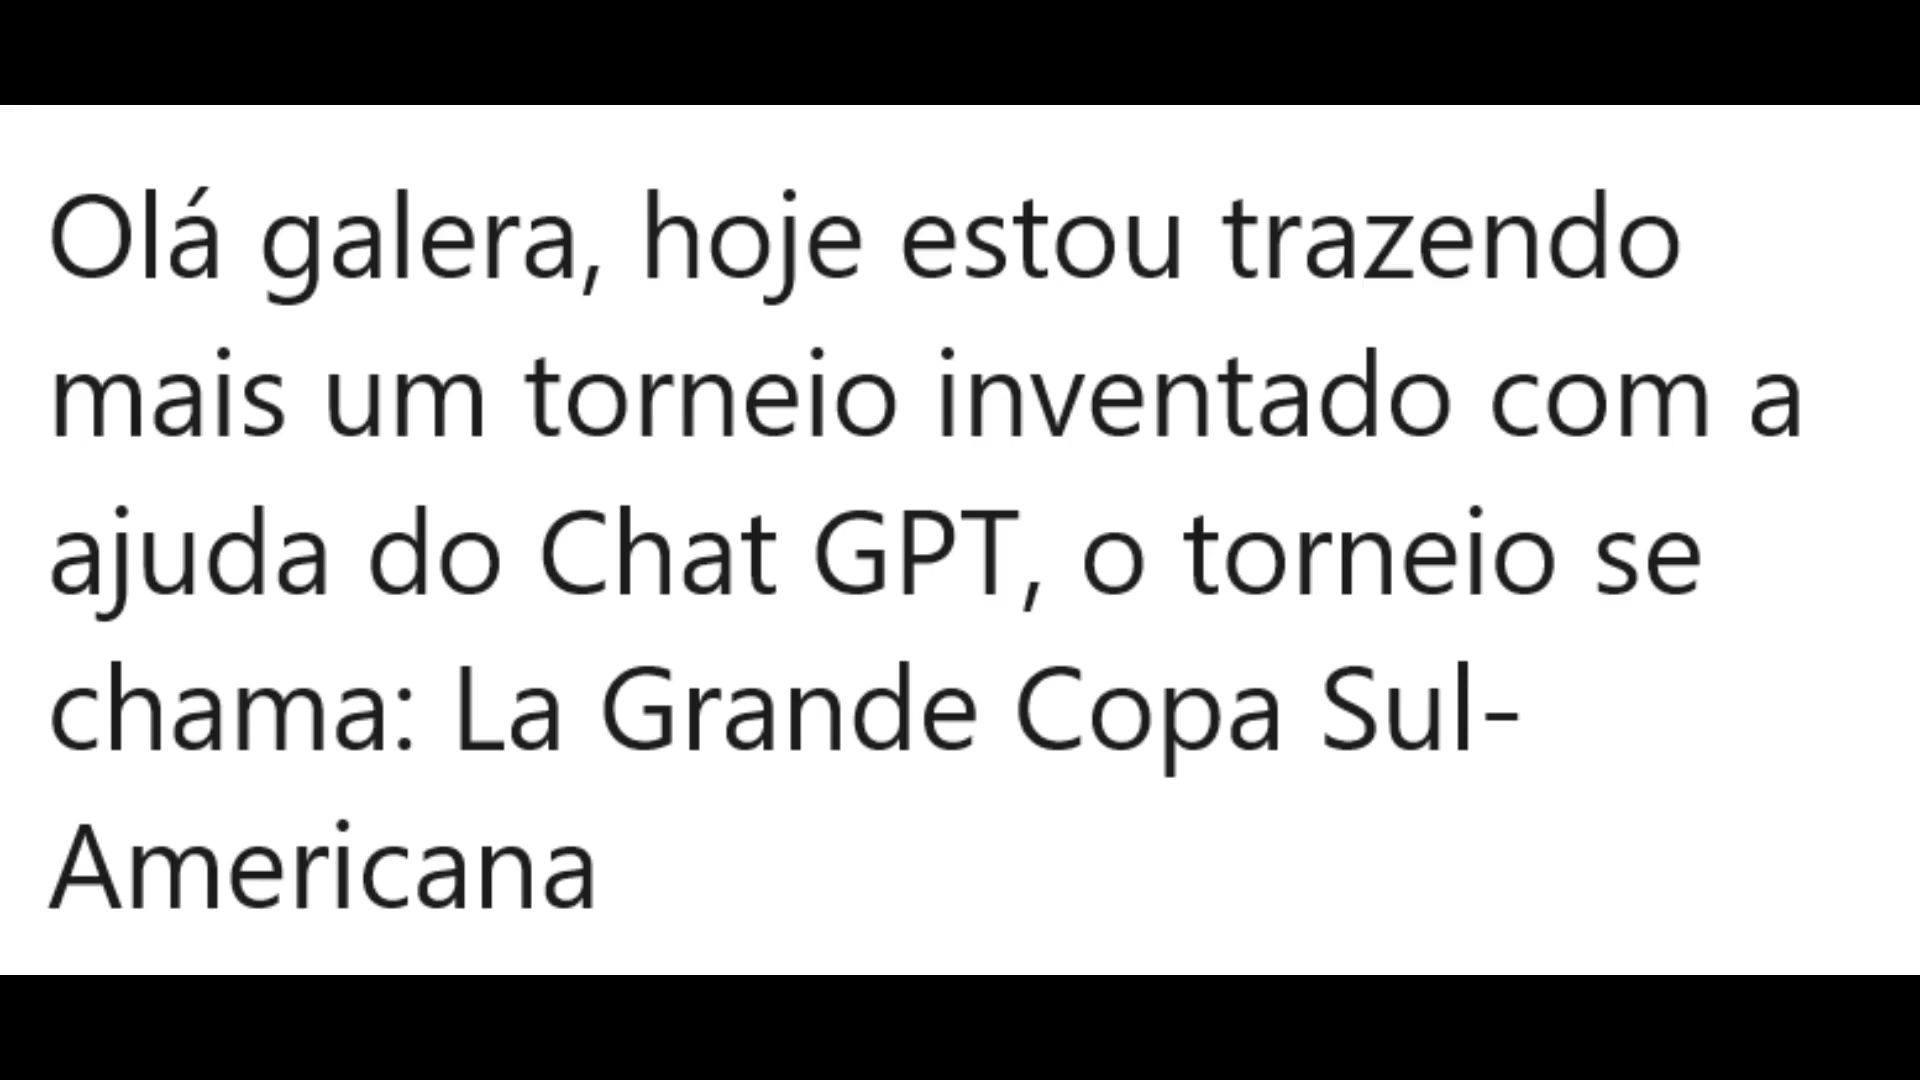 Olá galera, hoje estou trazendo
mais um torneio inventado com a
ajuda do Chat GPT, o torneio se
chama: La Grande Copa Sul-
Americana